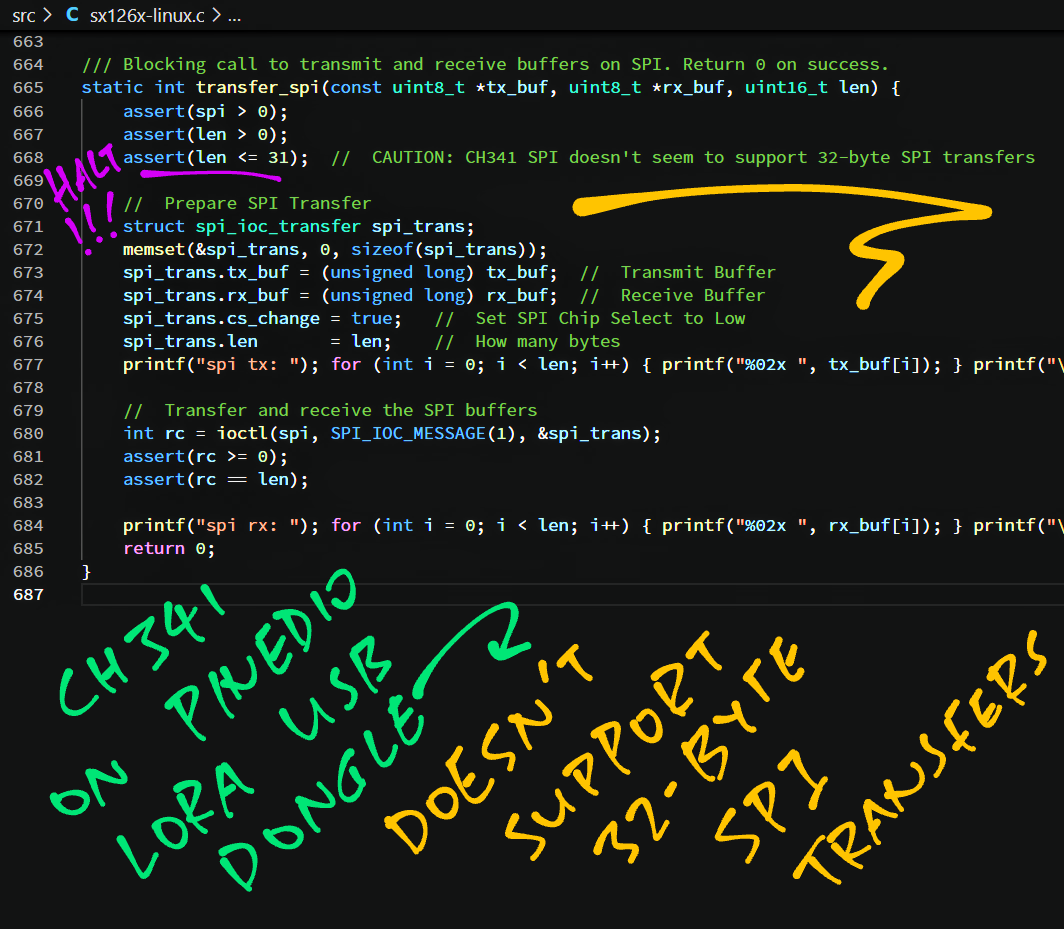 src > C sx126x-linux.c > ...
663
664 /// Blocking call to transmit and receive buffers on SPI. Return 0 on success.
665 static int transfer_spi(const uint8_t *tx_buf, uint8_t *rx_buf, uint16_t len) {
666 assert(spi > 0);
667 assert(len > 0);
668 assert(len <= 31); // CAUTION: CH341 SPI doesn't seem to support 32-byte SPI transfers
669
HALT
!!!
670 // Prepare SPI Transfer
671 struct spi_ioc_transfer spi_trans;
672 memset(&spi_trans, 0, sizeof(spi_trans));
673 spi_trans.tx_buf = (unsigned long) tx_buf; // Transmit Buffer
674 spi_trans.rx_buf = (unsigned long) rx_buf; // Receive Buffer
675 spi_trans.cs_change = true; // Set SPI Chip Select to Low
676 spi_trans.len = len; // How many bytes
677 printf("spi tx: "); for (int i = 0; i < len; i++) { printf("%02x ", tx_buf[i]); } printf("\
678
679 // Transfer and receive the SPI buffers
680 int rc = ioctl(spi, SPI_IOC_MESSAGE(1), &spi_trans);
681 assert(rc >= 0);
682 assert(rc == len);
683
684 printf("spi rx: "); for (int i = 0; i < len; i++) { printf("%02x ", rx_buf[i]); } printf("\
685 return 0;
686 }
687
CH341
ON PINEDIO
LORA USB
DONGLE
DOESN'T
SUPPORT
32-BYTE
SPI
TRANSFERS